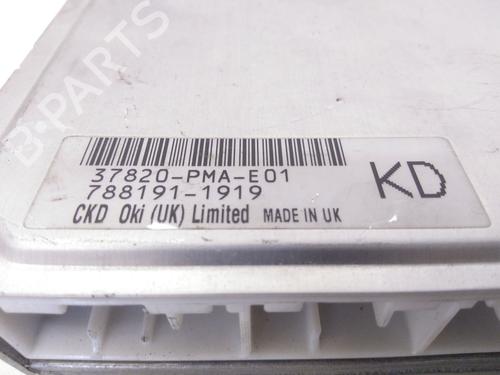 B-PARTS
37820-PMA-E01
788191-1919
KD
CKD Oki (UK) Limited MADE IN UK